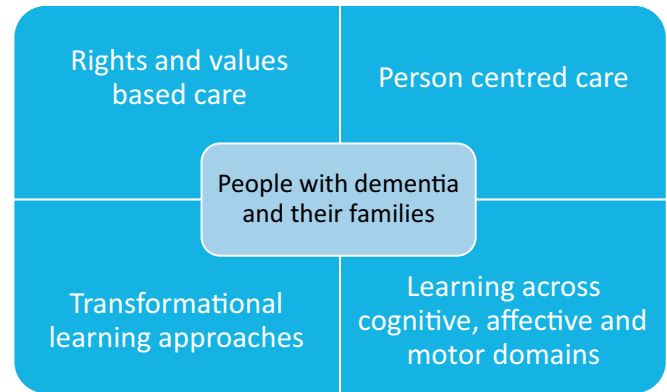 Rights and values
based care
Person centred care
People with dementia
and their families
Transformational
learning approaches
Learning across
cognitive, affective and
motor domains